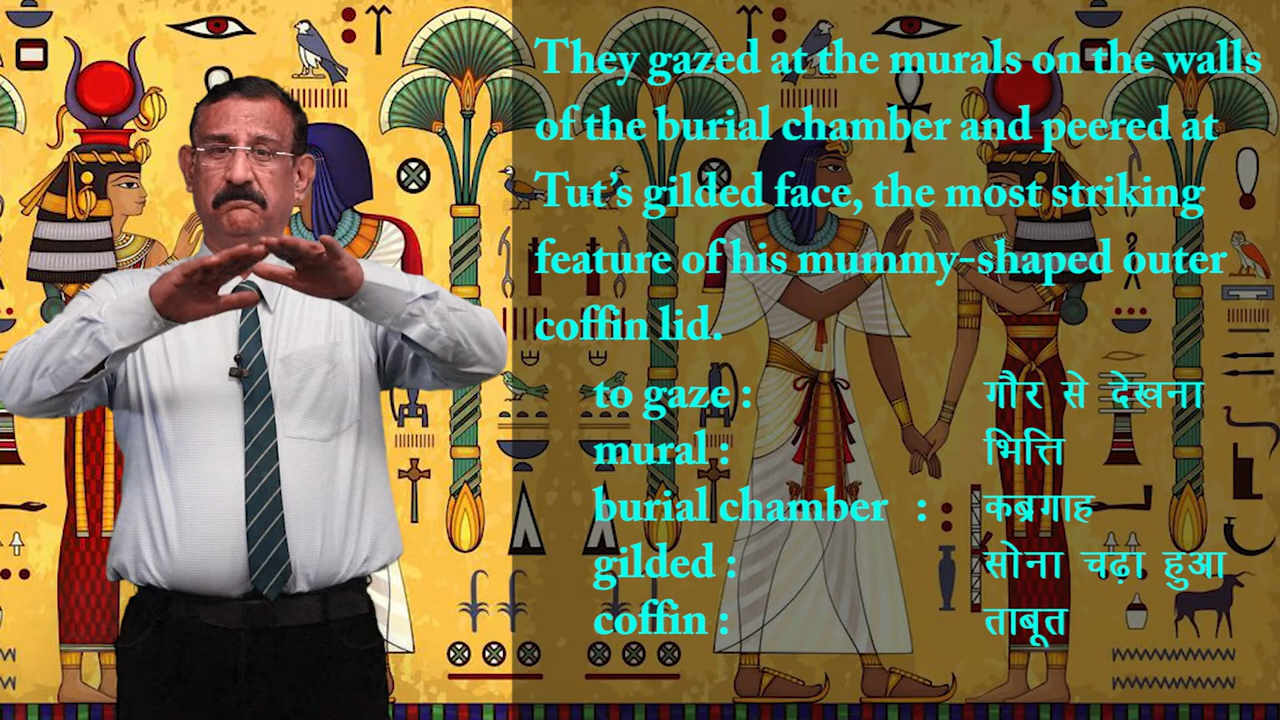 They gazed at the murals on the walls
of the burial chamber and peered at
Tut's gilded face, the most striking
feature of his mummy-shaped outer
coffin lid.
to gaze : गौर से देखना
mural : भित्ति
burial chamber : कब्रगाह
gilded : सोना चढ़ा हुआ
coffin : ताबूत